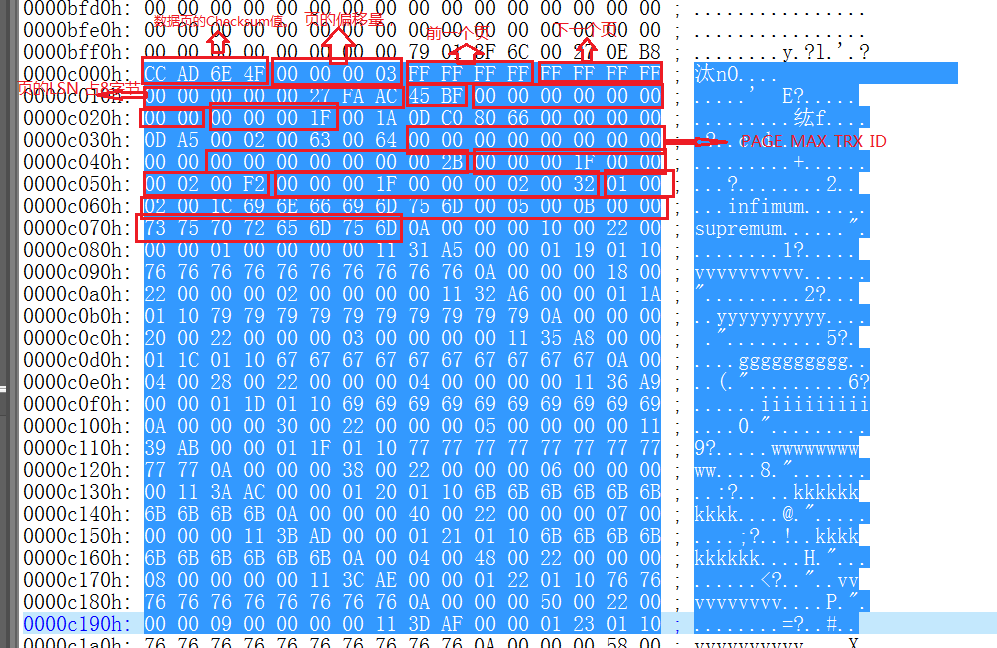 0000bfd0h: 00 00 00 00 00 00 00 00 00 00 00 00 00 00 00 00 ; ................
数据页的Checksum值 页的偏移量 前一个页 下一个页
0000bfe0h: 00 00 00 00 00 00 00 00 00 00 00 00 00 00 00 00 ; ................
0000bff0h: 00 00 00 00 00 00 00 00 79 01 8F 6C 00 27 0E B8 ; ........y.?l.'.?
0000c000h: CC AD 6E 4F 00 00 00 03 FF FF FF FF FF FF FF FF ; 汰nO....
页的LSN 占8字节
0000c010h: 00 00 00 00 00 27 FA AC 45 BF 00 00 00 00 00 00 ; .....' E?......
0000c020h: 00 00 00 00 00 1F 00 1A 0D C0 80 66 00 00 00 00 ; .........纮f....
0000c030h: 0D A5 00 02 00 63 00 64 00 00 00 00 00 00 00 00 ; .?...c.d........
PAGE_MAX_TRX_ID
0000c040h: 00 00 00 00 00 00 00 00 00 2B 00 00 00 1F 00 00 ; .........+......
0000c050h: 00 02 00 F2 00 00 00 1F 00 00 00 02 00 32 01 00 ; ...?.........2..
0000c060h: 02 00 1C 69 6E 66 69 6D 75 6D 00 05 00 0B 00 00 ; ...infimum......
0000c070h: 73 75 70 72 65 6D 75 6D 0A 00 00 00 10 00 22 00 ; supremum......".
0000c080h: 00 00 01 00 00 00 00 11 31 A5 00 00 01 19 01 10 ; ........1?......
0000c090h: 76 76 76 76 76 76 76 76 76 76 0A 00 00 00 18 00 ; vvvvvvvvvv......
0000c0a0h: 22 00 00 00 02 00 00 00 00 11 32 A6 00 00 01 1A ; ".........2?....
0000c0b0h: 01 10 79 79 79 79 79 79 79 79 79 79 0A 00 00 00 ; ..yyyyyyyyyy....
0000c0c0h: 20 00 22 00 00 00 03 00 00 00 00 11 35 A8 00 00 ; .".........5?.
0000c0d0h: 01 1C 01 10 67 67 67 67 67 67 67 67 67 67 0A 00 ; ....gggggggggg..
0000c0e0h: 04 00 28 00 22 00 00 00 04 00 00 00 00 11 36 A9 ; ..(.".........6?
0000c0f0h: 00 00 01 1D 01 10 69 69 69 69 69 69 69 69 69 69 ; ......iiiiiiiiii
0000c100h: 0A 00 00 00 30 00 22 00 00 00 05 00 00 00 00 11 ; ....0.".........
0000c110h: 39 AB 00 00 01 1F 01 10 77 77 77 77 77 77 77 77 ; 9?......wwwwwwww
0000c120h: 77 77 0A 00 00 00 38 00 22 00 00 00 06 00 00 00 ; ww....8.".......
0000c130h: 00 11 3A AC 00 00 01 20 01 10 6B 6B 6B 6B 6B 6B ; ..:?... ..kkkkkk
0000c140h: 6B 6B 6B 6B 0A 00 00 00 40 00 22 00 00 00 07 00 ; kkkk....@.".....
0000c150h: 00 00 00 11 3B AD 00 00 01 21 01 10 6B 6B 6B 6B ; ....;?...!..kkkk
0000c160h: 6B 6B 6B 6B 6B 6B 0A 00 04 00 48 00 22 00 00 00 ; kkkkkk....H."...
0000c170h: 08 00 00 00 00 11 3C AE 00 00 01 22 01 10 76 76 ; ......<?..."..vv
0000c180h: 76 76 76 76 76 76 76 76 0A 00 00 00 50 00 22 00 ; vvvvvvvv....P.".
0000c190h: 00 00 09 00 00 00 00 11 3D AF 00 00 01 23 01 10 ; ........=?...#..
0000c1a0h: 76 76 76 76 76 76 76 76 76 76 0A 00 00 00 58 00 ; vvvvvvvvvv....X.